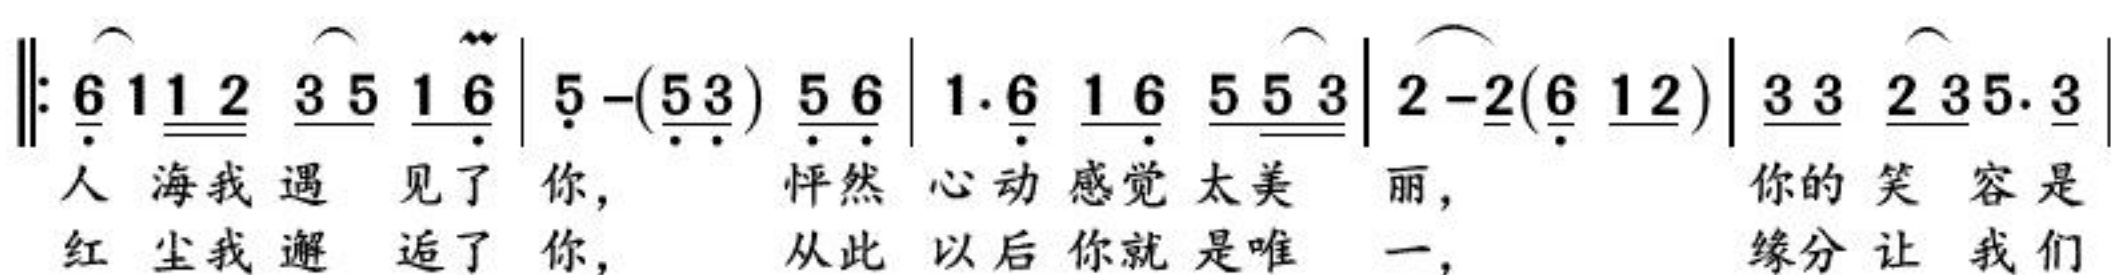 6 1 1 2 3 5 1 6 | 5 – ( 5 3 ) 5 6 | 1 · 6 1 6 5 5 3 | 2 – 2 ( 6 1 2 ) | 3 3 2 3 5 · 3 |
人 海我 遇 见了 你, 怦然 心动 感觉 太美 丽, 你的 笑 容是
红 尘我 邂 逅了 你, 从此 以后 你就 是唯 一, 缘分 让 我们